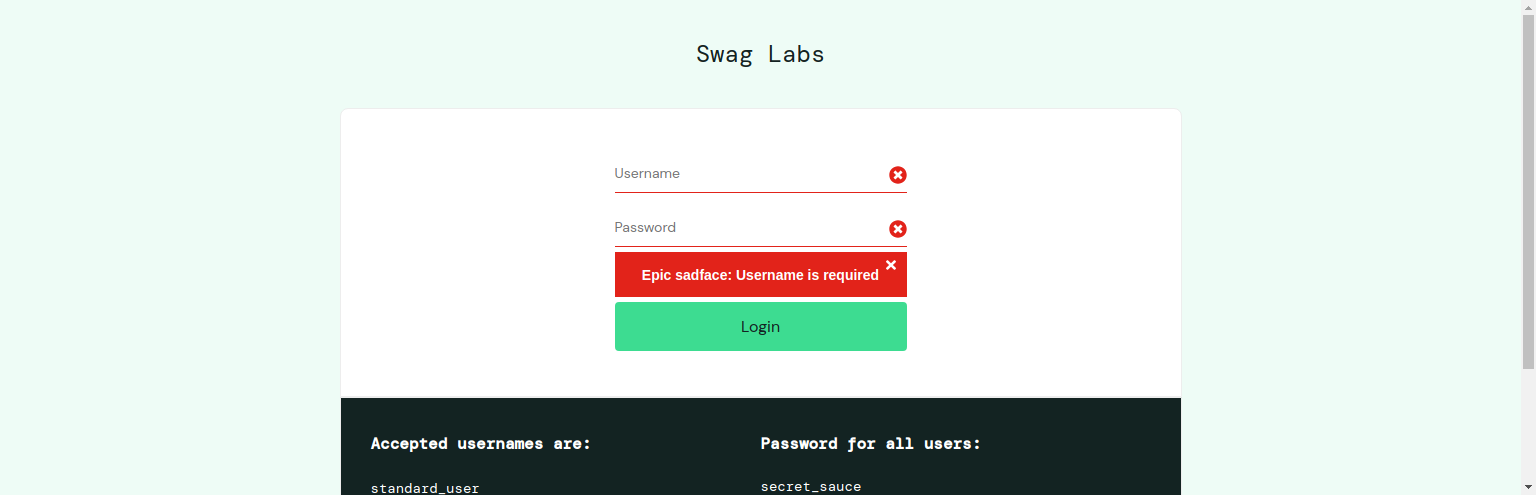 Swag Labs
Username
Password
Epic sadface: Username is required
Login
Accepted usernames are:
standard_user
Password for all users:
secret_sauce